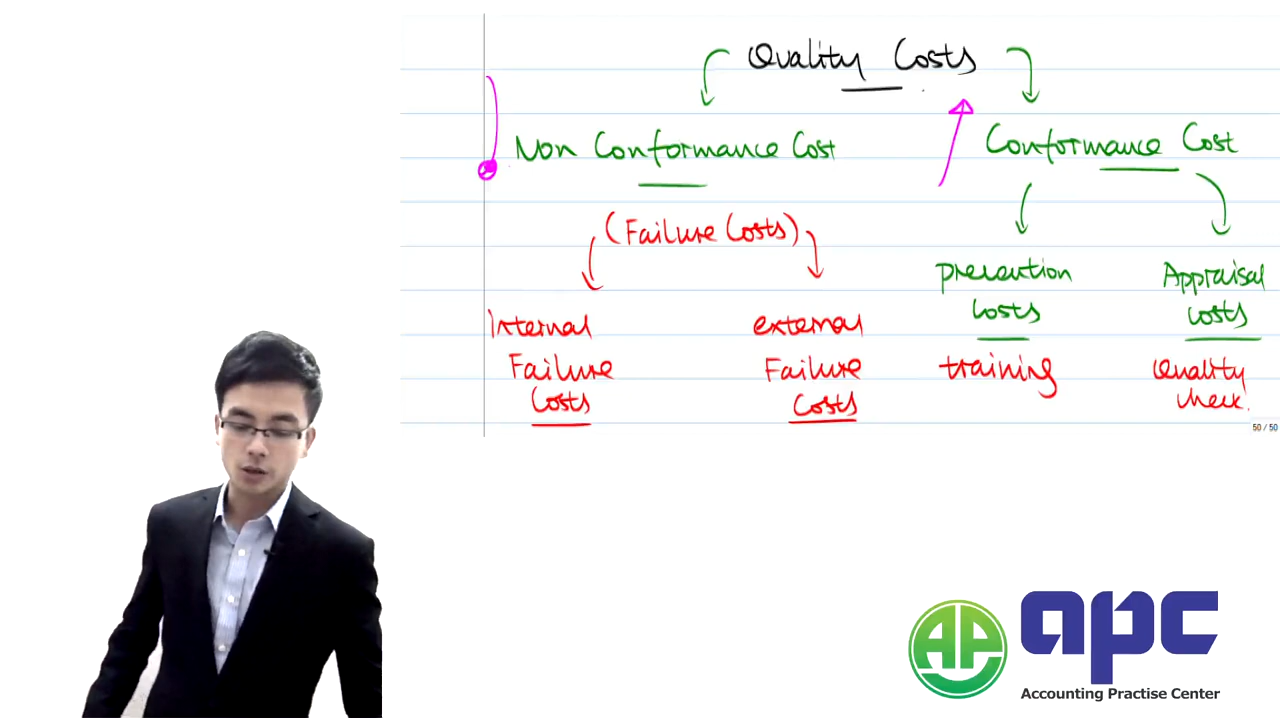 Quality Costs
Non Conformance Cost
Conformance Cost
(Failure Costs)
Internal
Failure
Costs
external
Failure
Costs
prevention
costs
training
Appraisal
costs
Quality
check.
50 / 50
AP
apc
Accounting Practise Center